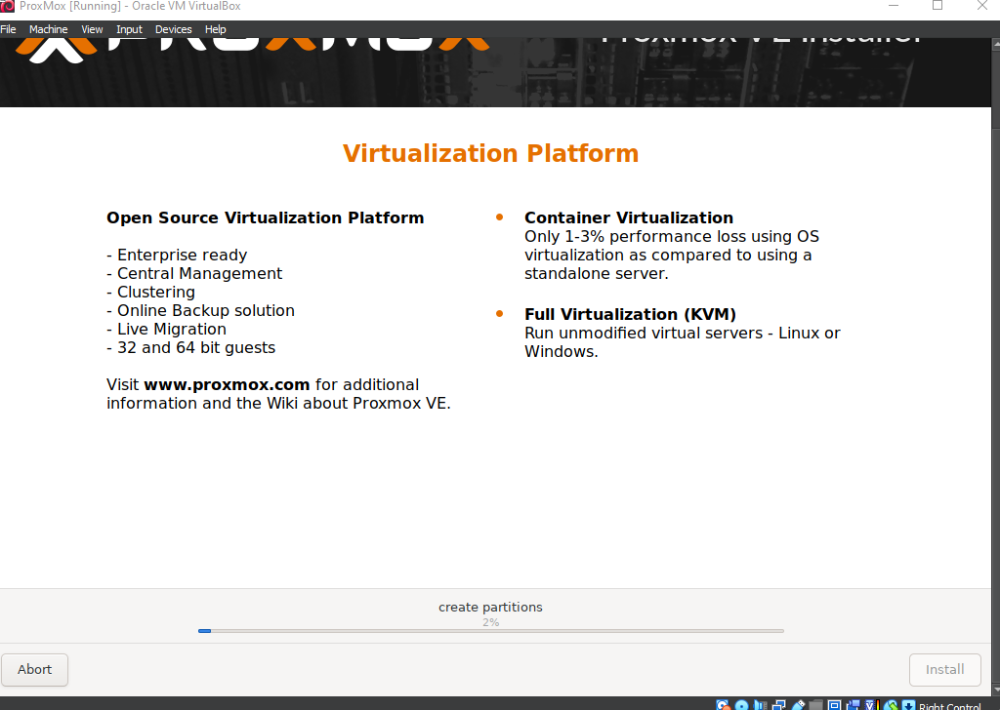 ProxMox [Running] - Oracle VM VirtualBox
File Machine View Input Devices Help
PROXMOX
Proxmox VE Installer
Virtualization Platform
Open Source Virtualization Platform
- Enterprise ready
- Central Management
- Clustering
- Online Backup solution
- Live Migration
- 32 and 64 bit guests
Visit www.proxmox.com for additional
information and the Wiki about Proxmox VE.
• Container Virtualization
Only 1-3% performance loss using OS
virtualization as compared to using a
standalone server.
• Full Virtualization (KVM)
Run unmodified virtual servers - Linux or
Windows.
create partitions
2%
Abort
Install
Right Control